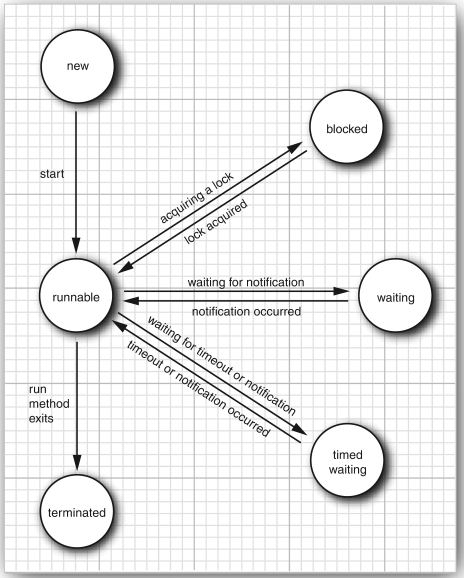 new
start
blocked
acquiring a lock
lock acquired
runnable
waiting for notification
notification occurred
waiting
waiting for timeout or notification
timeout or notification occurred
run
method
exits
timed
waiting
terminated